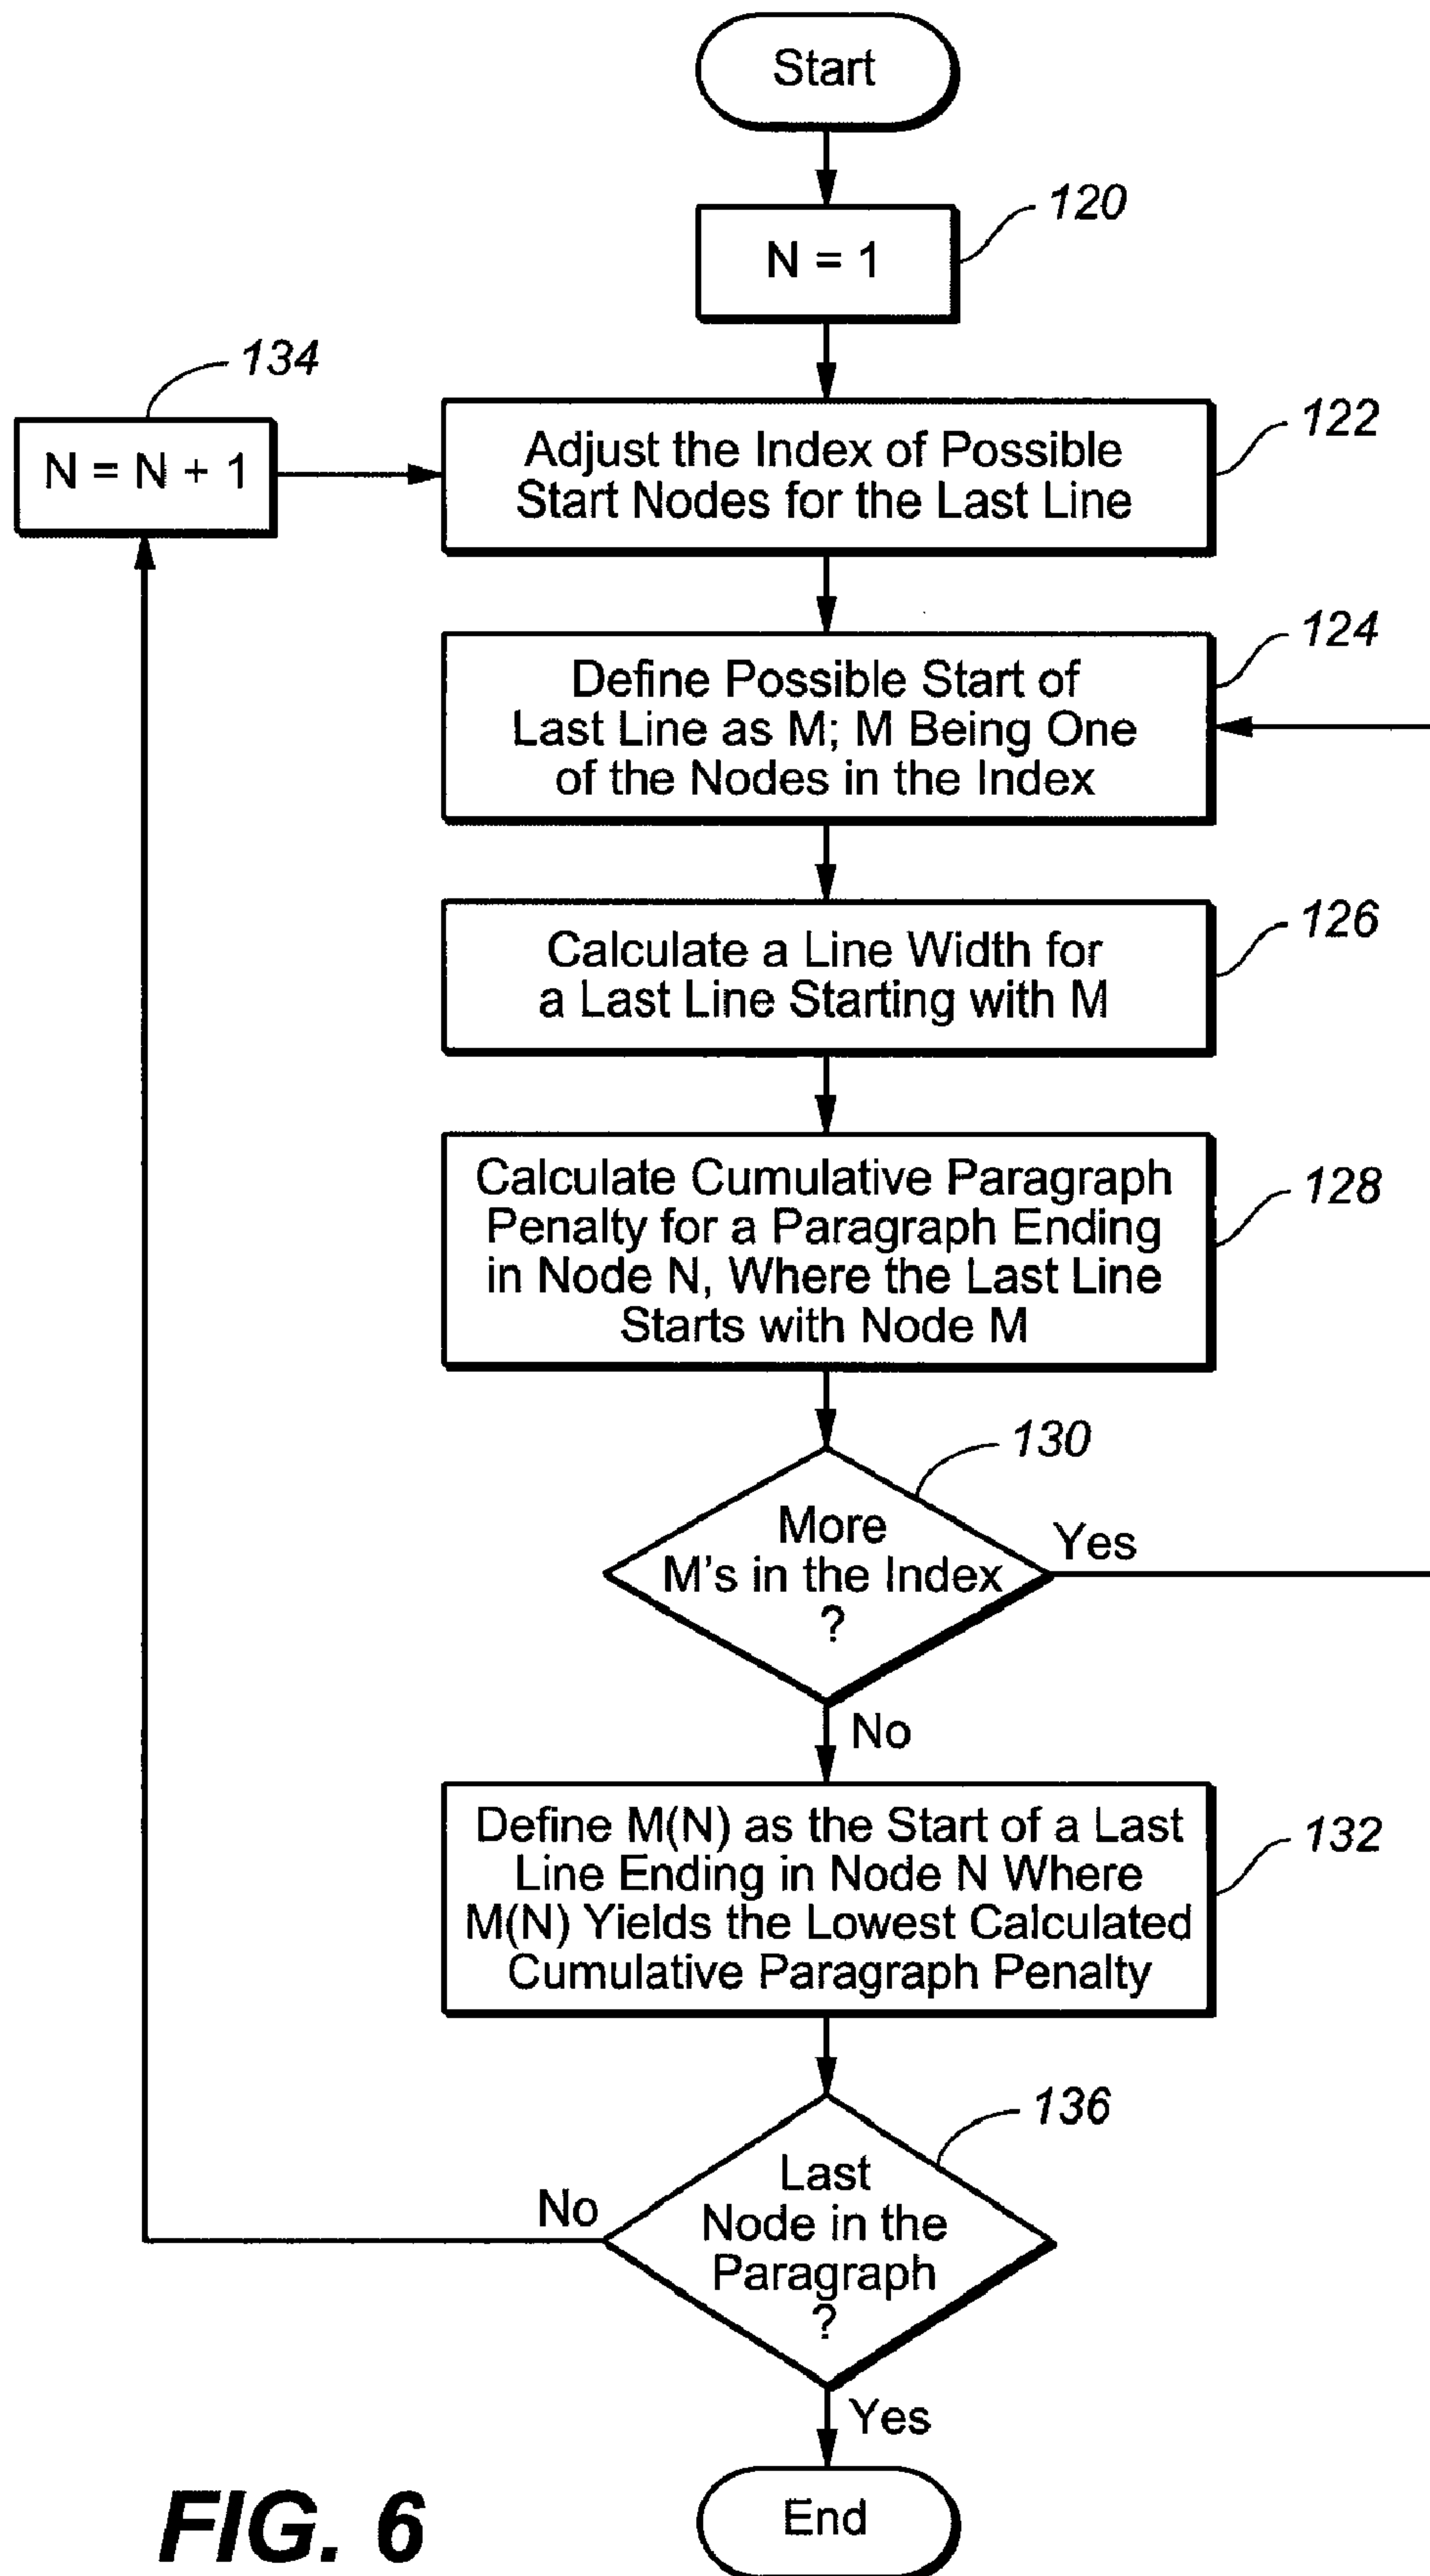 Start
120
N = 1
134
N = N + 1
122
Adjust the Index of Possible
Start Nodes for the Last Line
124
Define Possible Start of
Last Line as M; M Being One
of the Nodes in the Index
126
Calculate a Line Width for
a Last Line Starting with M
128
Calculate Cumulative Paragraph
Penalty for a Paragraph Ending
in Node N, Where the Last Line
Starts with Node M
130
More
M's in the Index
?
Yes
No
132
Define M(N) as the Start of a Last
Line Ending in Node N Where
M(N) Yields the Lowest Calculated
Cumulative Paragraph Penalty
136
Last
Node in the
Paragraph
?
No
Yes
End
FIG. 6